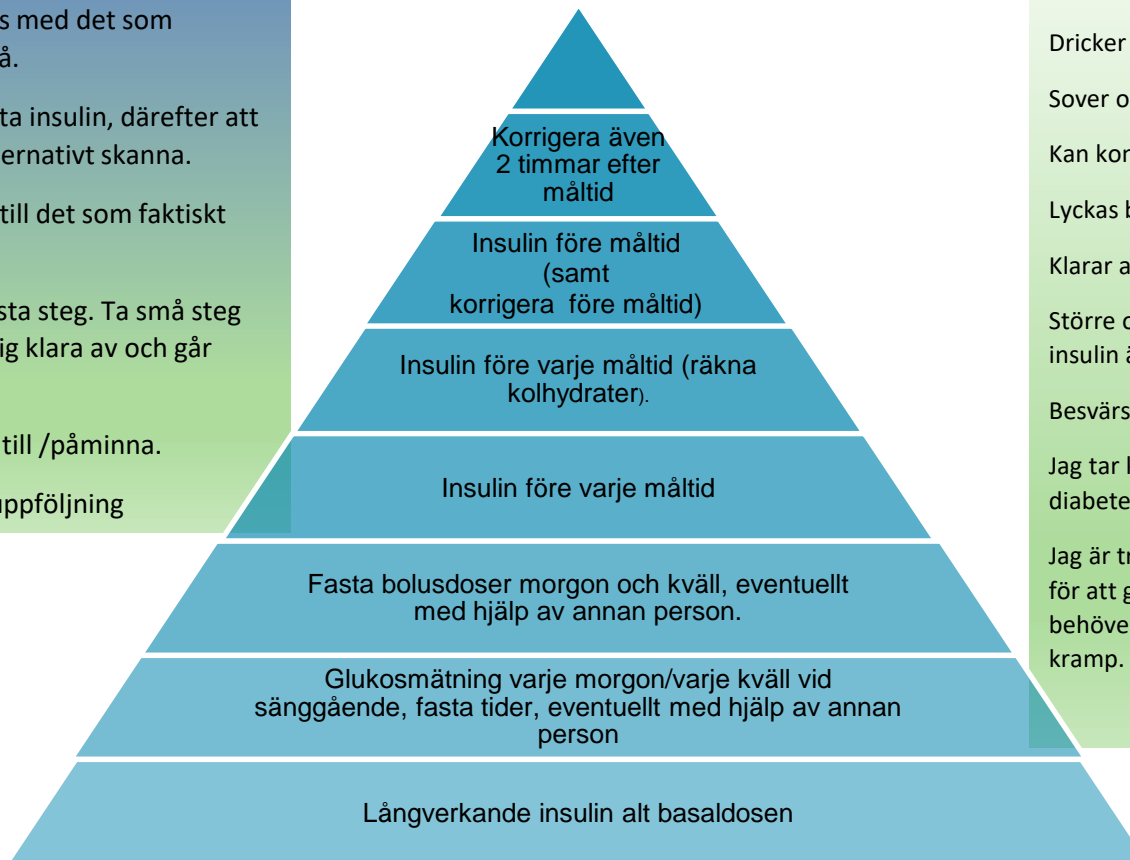 s med det som
å.
ta insulin, därefter att
ernativt skanna.
till det som faktiskt
sta steg. Ta små steg
ig klara av och går
till /påminna.
uppföljning
Korrigera även
2 timmar efter
måltid
Insulin före måltid
(samt
korrigera  före måltid)
Insulin före varje måltid (räkna
kolhydrater).
Insulin före varje måltid
Fasta bolusdoser morgon och kväll, eventuellt
med hjälp av annan person.
Glukosmätning varje morgon/varje kväll vid
sänggående, fasta tider, eventuellt med hjälp av annan
person
Långverkande insulin alt basaldosen
Dricker
Sover o
Kan kor
Lyckas b
Klarar a
Större o
insulin ä
Besvärs
Jag tar k
diabete
Jag är tr
för att g
behöve
kramp.